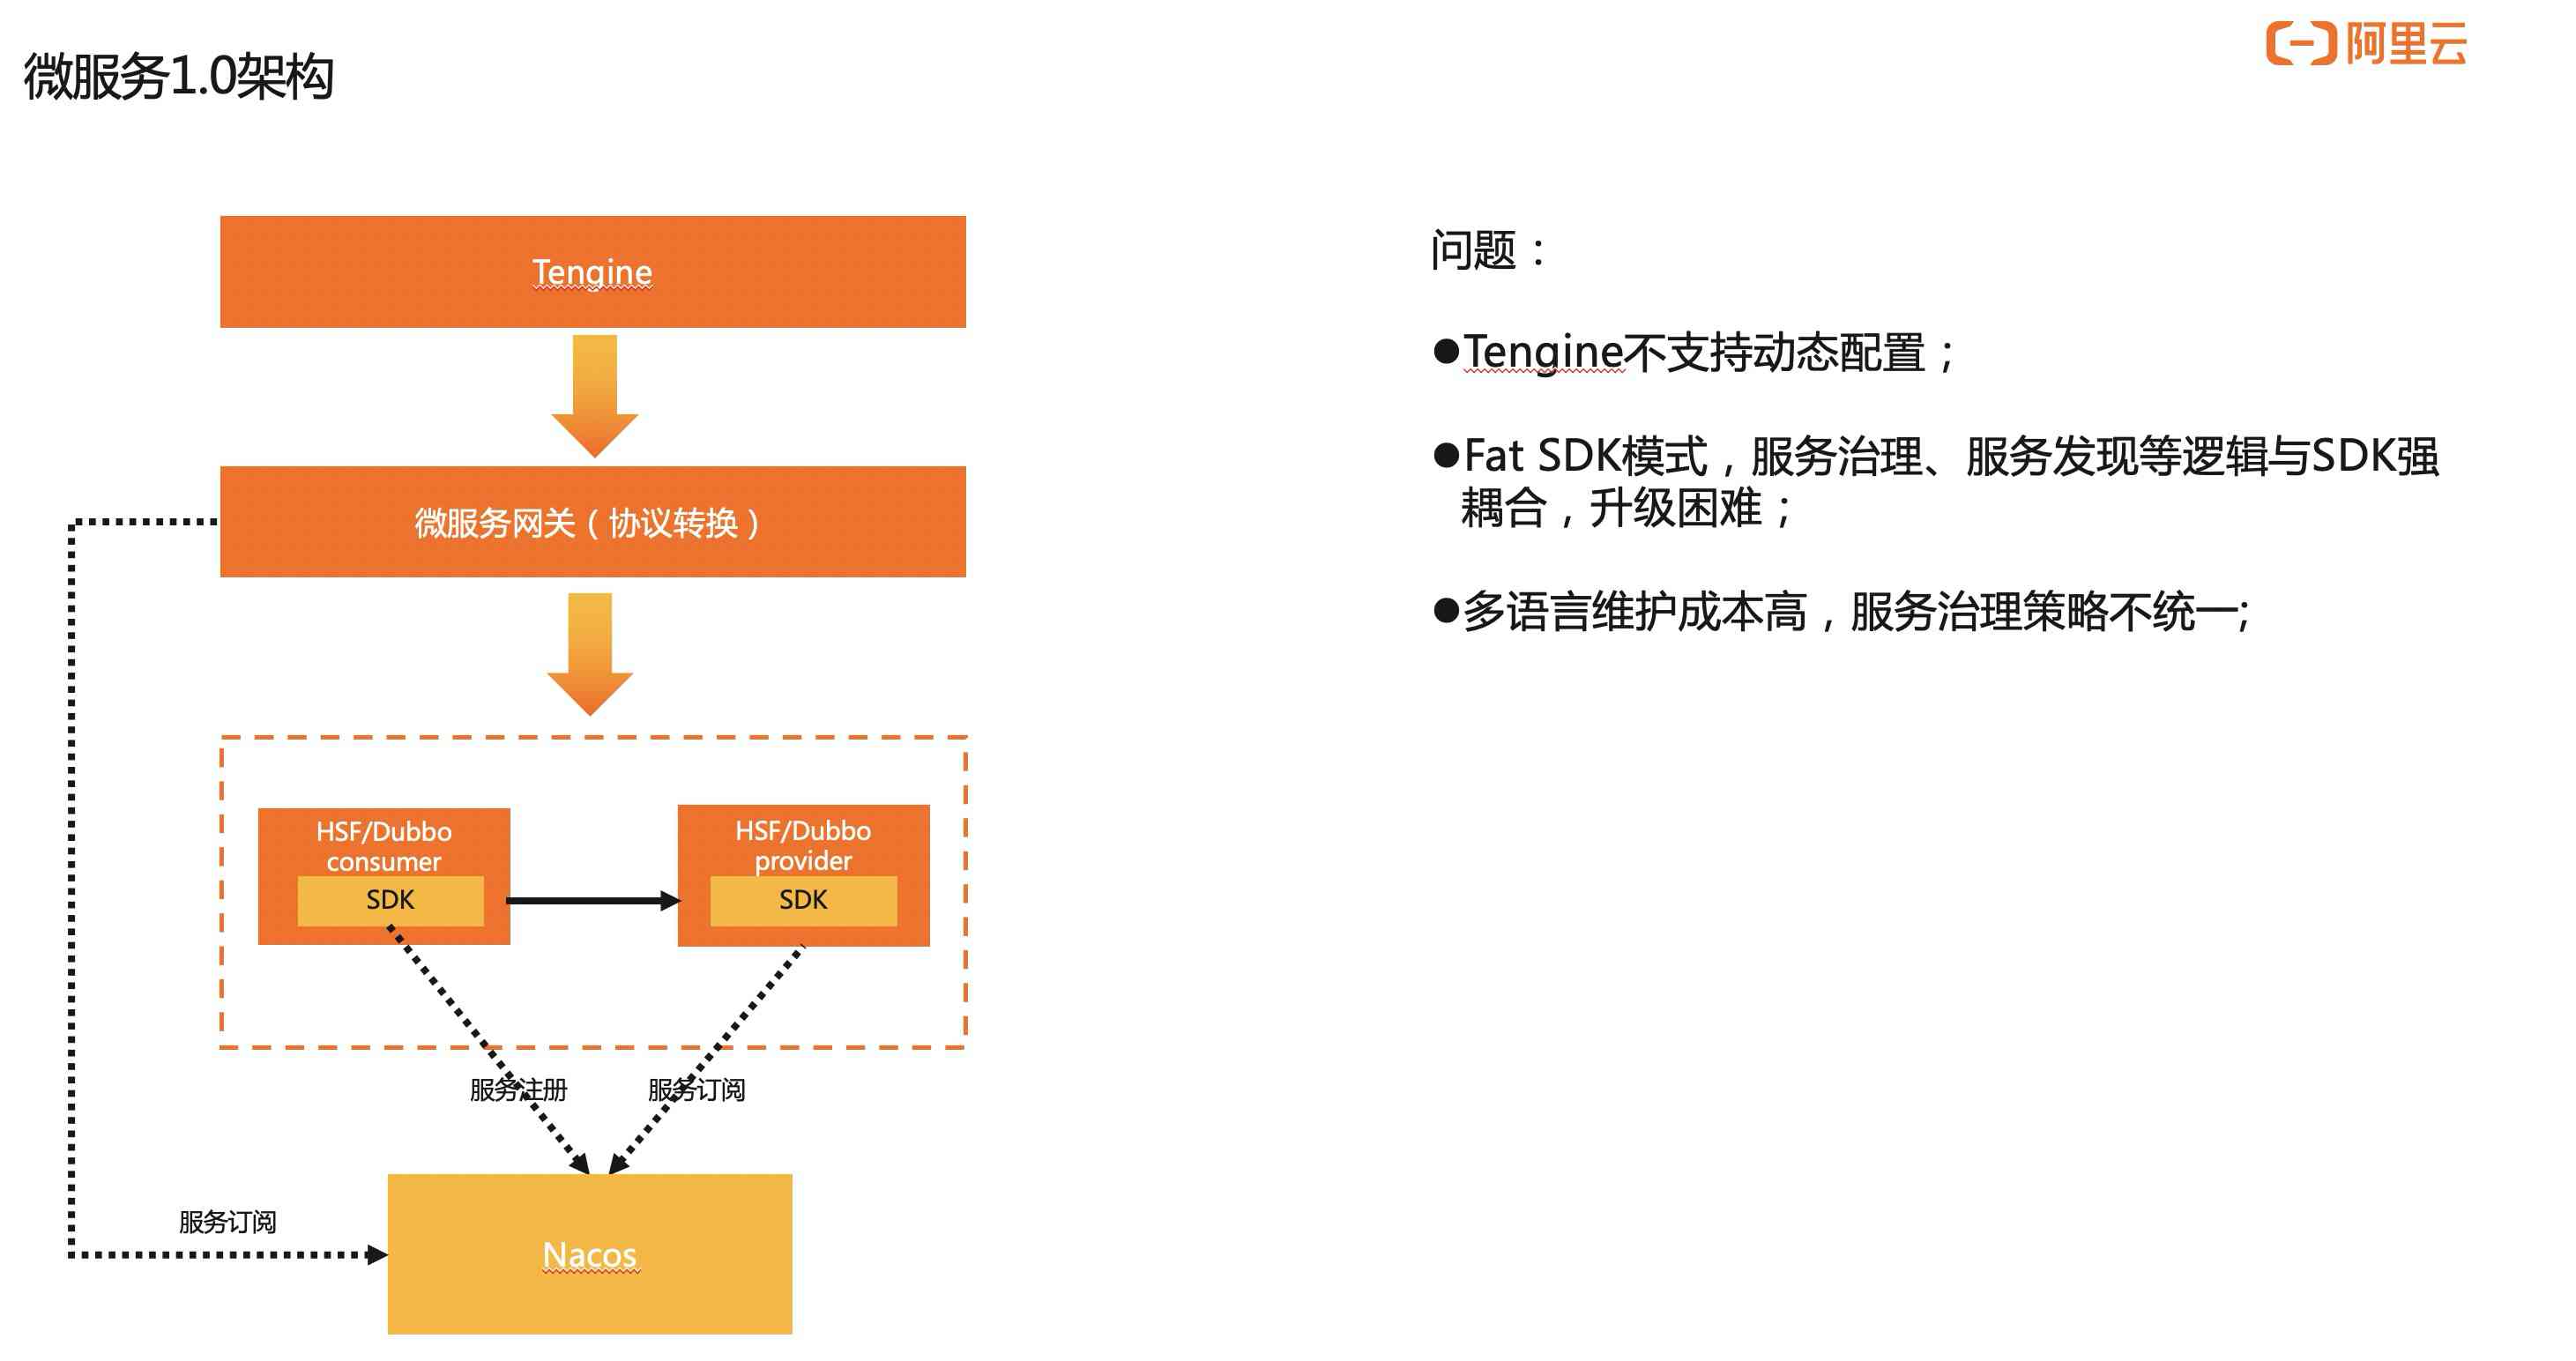 微服务1.0架构
阿里云
Tengine
微服务网关（协议转换）
HSF/Dubbo
consumer
SDK
HSF/Dubbo
provider
SDK
服务注册
服务订阅
服务订阅
Nacos
问题：
●Tengine不支持动态配置；
●Fat SDK模式，服务治理、服务发现等逻辑与SDK强
耦合，升级困难；
●多语言维护成本高，服务治理策略不统一;